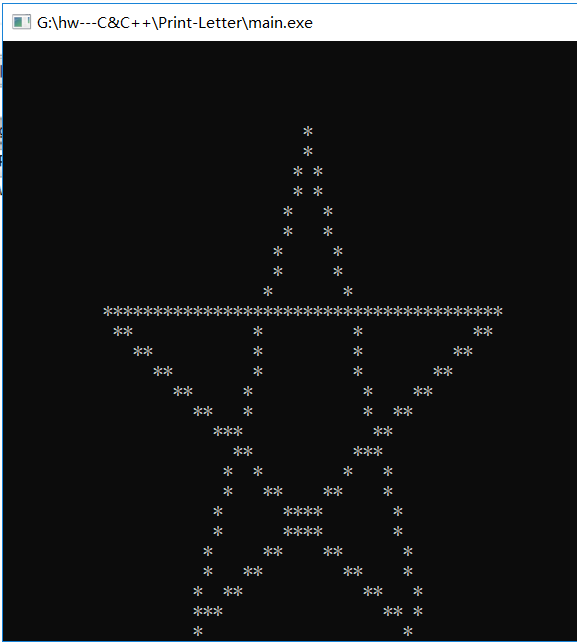 G:\hw---C&C++\Print-Letter\main.exe
                              *
                              *
                             * *
                             * *
                            *   *
                            *   *
                           *     *
                           *     *
                          *       *
          ****************************************
           **            *         *           **
             **          *         *         **
               **        *         *       **
                 **     *           *    **
                   **   *           *  **
                     ***             **
                       **          ***
                      *  *        *   *
                      *   **    **    *
                     *      ****       *
                     *      ****       *
                    *     **    **      *
                    *   **        **    *
                   *  **            **   *
                   ***                ** *
                   *                    *